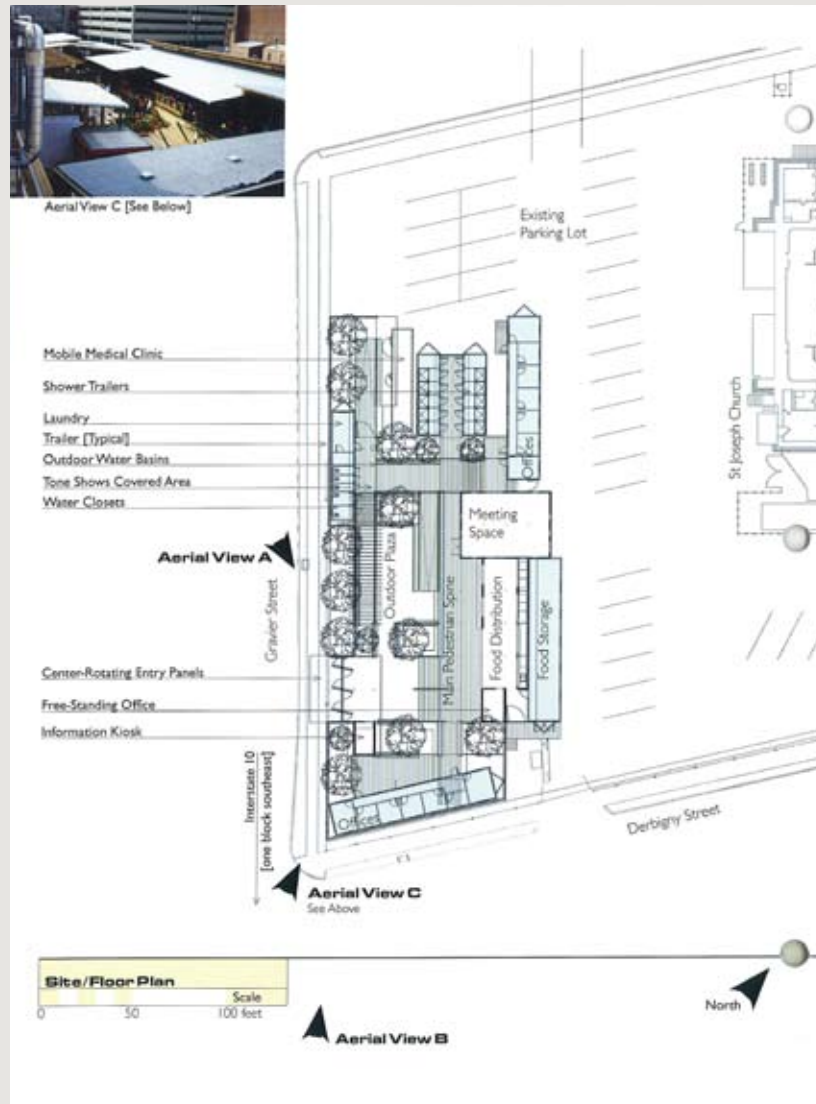 Aerial View C [See Below]
Existing
Parking Lot
Mobile Medical Clinic
Shower Trailers
Laundry
Trailer [Typical]
Outdoor Water Basins
Tone Shows Covered Area
Water Closets
Offices
St Joseph Church
Meeting
Space
Aerial View A
Gravier Street
Outdoor Plaza
Main Pedestrian Spine
Food Distribution
Food Storage
Center-Rotating Entry Panels
Free-Standing Office
Information Kiosk
Interstate 10
[one block southeast]
Offices
Derbigny Street
Aerial View C
See Above
Site/Floor Plan
Scale
0 50 100 feet
North
Aerial View B